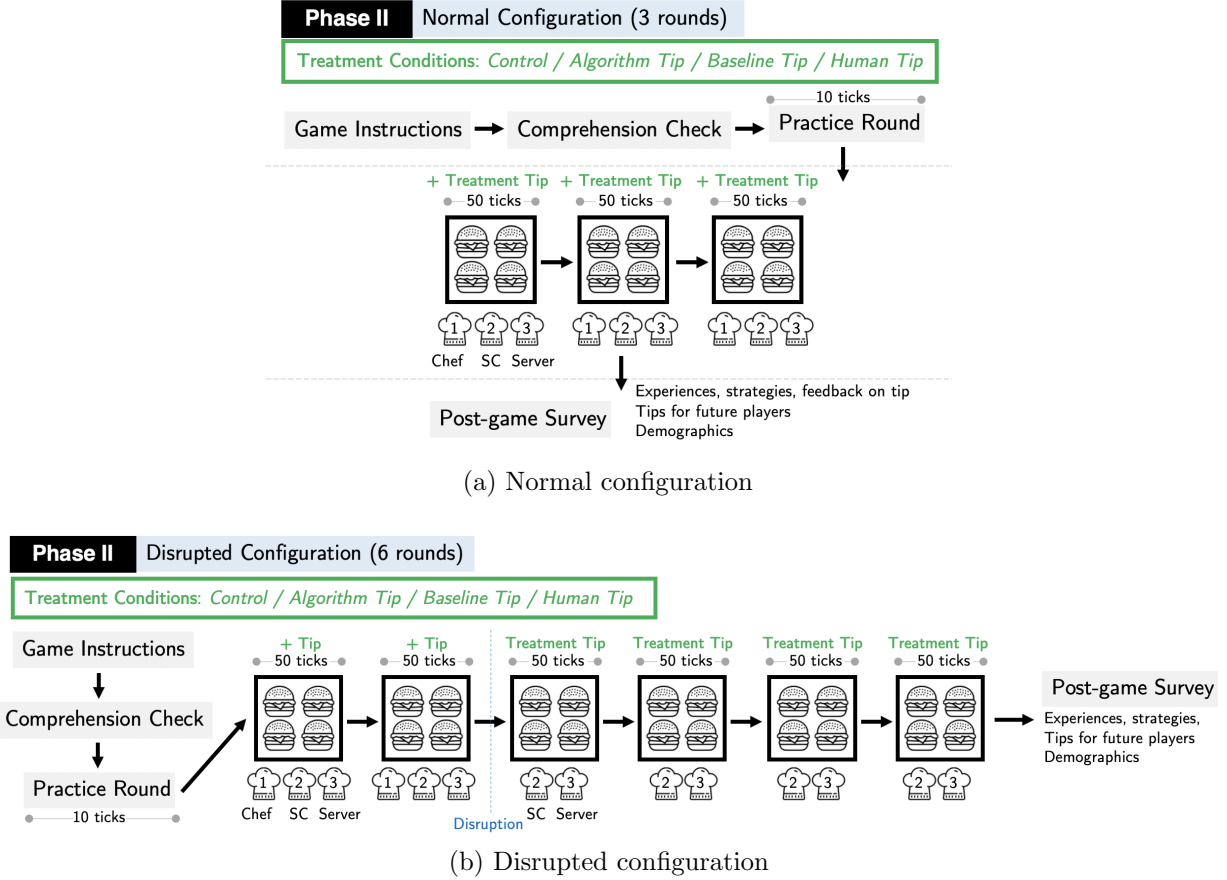 Phase II Normal Configuration (3 rounds)
Treatment Conditions: Control / Algorithm Tip / Baseline Tip / Human Tip
10 ticks
Game Instructions Comprehension Check Practice Round
+ Treatment Tip + Treatment Tip + Treatment Tip
50 ticks 50 ticks 50 ticks
1 2 3 1 2 3 1 2 3
Chef SC Server
Experiences, strategies, feedback on tip
Post-game Survey Tips for future players
Demographics
(a) Normal configuration
Phase II Disrupted Configuration (6 rounds)
Treatment Conditions: Control / Algorithm Tip / Baseline Tip / Human Tip
Game Instructions
Comprehension Check
Practice Round
10 ticks
+ Tip + Tip Treatment Tip Treatment Tip Treatment Tip Treatment Tip
50 ticks 50 ticks 50 ticks 50 ticks 50 ticks 50 ticks
1 2 3 1 2 3 2 3 2 3 2 3 2 3
Chef SC Server SC Server
Disruption
Post-game Survey
Experiences, strategies,
Tips for future players
Demographics
(b) Disrupted configuration